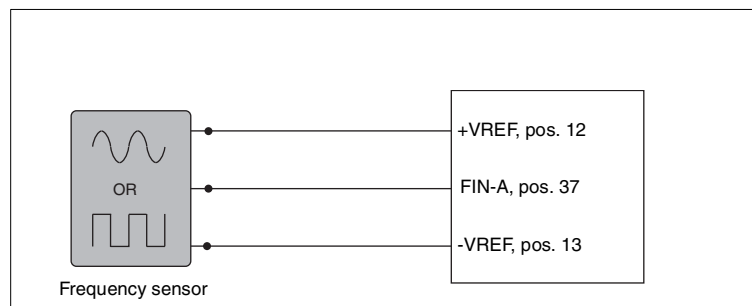 +VREF, pos. 12
OR
FIN-A, pos. 37
-VREF, pos. 13
Frequency sensor